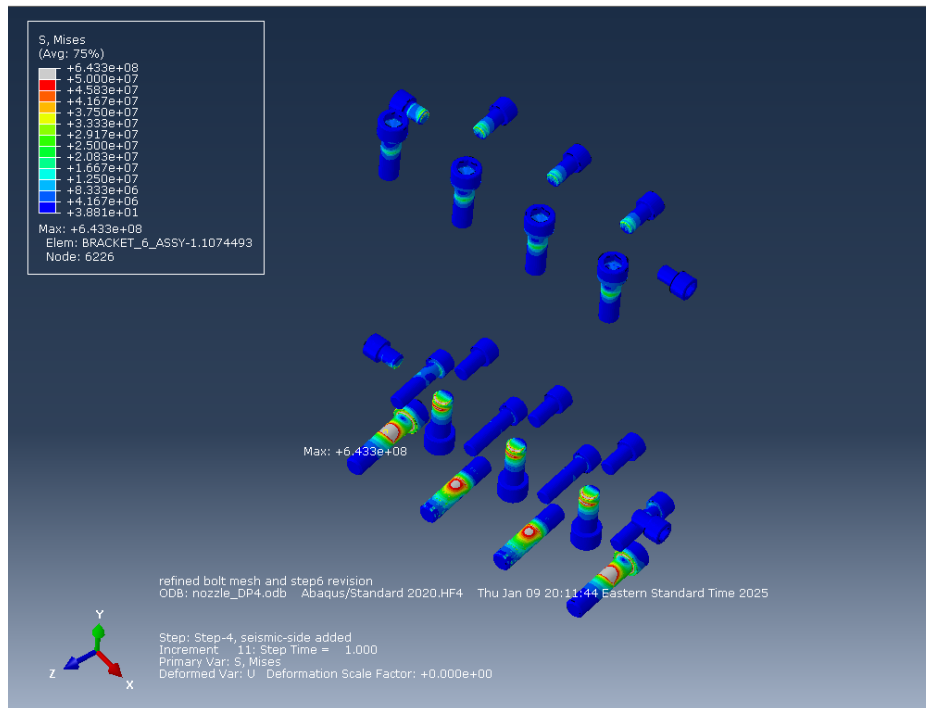 S, Mises
(Avg: 75%)
+6.433e+08
+5.000e+07
+4.583e+07
+4.167e+07
+3.750e+07
+3.333e+07
+2.917e+07
+2.500e+07
+2.083e+07
+1.667e+07
+1.250e+07
+8.333e+06
+4.167e+06
+3.881e+01
Max: +6.433e+08
Elem: BRACKET_6_ASSY-1.1074493
Node: 6226
Max: +6.433e+08
refined bolt mesh and step6 revision
ODB: nozzle_DP4.odb    Abaqus/Standard 2020.HF4    Thu Jan 09 20:11:44 Eastern Standard Time 2025
Y
Z
X
Step: Step-4, seismic-side added
Increment     11: Step Time =    1.000
Primary Var: S, Mises
Deformed Var: U   Deformation Scale Factor: +0.000e+00